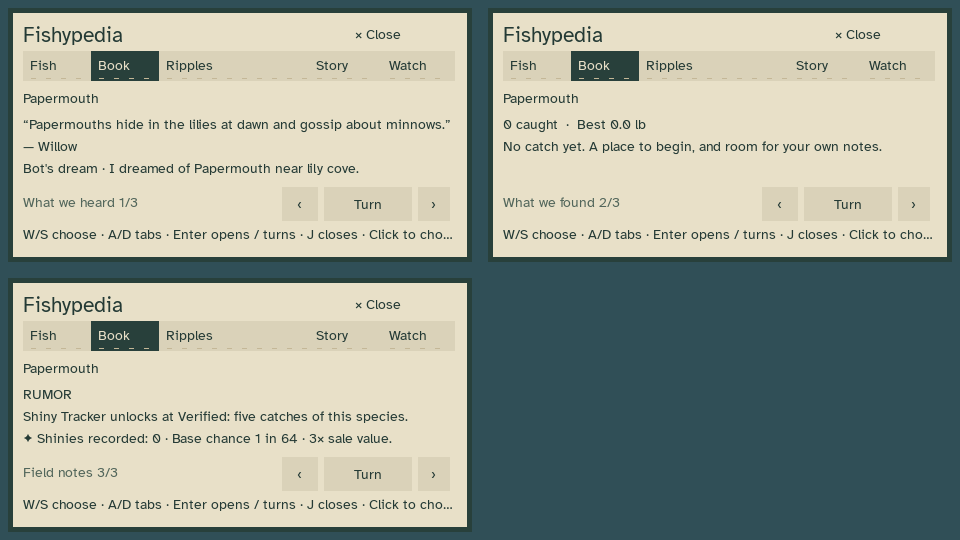 Fishypedia
× Close
Fish Book Ripples Story Watch
Papermouth
“Papermouths hide in the lilies at dawn and gossip about minnows.”
— Willow
Bot's dream · I dreamed of Papermouth near lily cove.
What we heard 1/3
‹ Turn ›
W/S choose · A/D tabs · Enter opens / turns · J closes · Click to cho...
Fishypedia
× Close
Fish Book Ripples Story Watch
Papermouth
0 caught · Best 0.0 lb
No catch yet. A place to begin, and room for your own notes.
What we found 2/3
‹ Turn ›
W/S choose · A/D tabs · Enter opens / turns · J closes · Click to cho...
Fishypedia
× Close
Fish Book Ripples Story Watch
Papermouth
RUMOR
Shiny Tracker unlocks at Verified: five catches of this species.
✦ Shinies recorded: 0 · Base chance 1 in 64 · 3× sale value.
Field notes 3/3
‹ Turn ›
W/S choose · A/D tabs · Enter opens / turns · J closes · Click to cho...